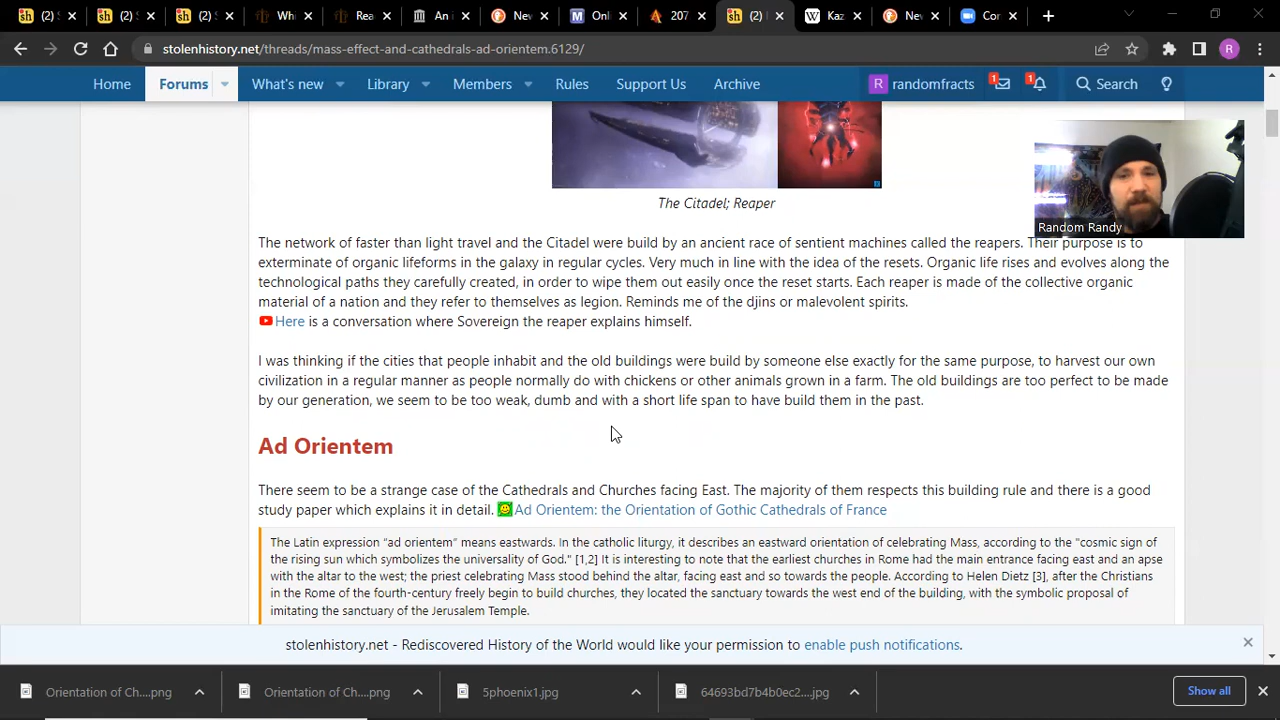 (2) S
(2) S
(2) S
Whi
Rea
An i
New
Onli
207
(2) |
Kaz
Nev
Con
stolenhistory.net/threads/mass-effect-and-cathedrals-ad-orientem.6129/
R
Home Forums What's new Library Members Rules Support Us Archive R randomfracts 1 1 Search
Random Randy
The Citadel; Reaper
The network of faster than light travel and the Citadel were build by an ancient race of sentient machines called the reapers. Their purpose is to
exterminate of organic lifeforms in the galaxy in regular cycles. Very much in line with the idea of the resets. Organic life rises and evolves along the
technological paths they carefully created, in order to wipe them out easily once the reset starts. Each reaper is made of the collective organic
material of a nation and they refer to themselves as legion. Reminds me of the djins or malevolent spirits.
Here is a conversation where Sovereign the reaper explains himself.
I was thinking if the cities that people inhabit and the old buildings were build by someone else exactly for the same purpose, to harvest our own
civilization in a regular manner as people normally do with chickens or other animals grown in a farm. The old buildings are too perfect to be made
by our generation, we seem to be too weak, dumb and with a short life span to have build them in the past.
Ad Orientem
There seem to be a strange case of the Cathedrals and Churches facing East. The majority of them respects this building rule and there is a good
study paper which explains it in detail. Ad Orientem: the Orientation of Gothic Cathedrals of France
The Latin expression “ad orientem” means eastwards. In the catholic liturgy, it describes an eastward orientation of celebrating Mass, according to the "cosmic sign of
the rising sun which symbolizes the universality of God." [1,2] It is interesting to note that the earliest churches in Rome had the main entrance facing east and an apse
with the altar to the west; the priest celebrating Mass stood behind the altar, facing east and so towards the people. According to Helen Dietz [3], after the Christians
in the Rome of the fourth-century freely begin to build churches, they located the sanctuary towards the west end of the building, with the symbolic proposal of
imitating the sanctuary of the Jerusalem Temple.
stolenhistory.net - Rediscovered History of the World would like your permission to enable push notifications.
Orientation of Ch....png
Orientation of Ch....png
5phoenix1.jpg
64693bd7b4b0ec2....jpg
Show all